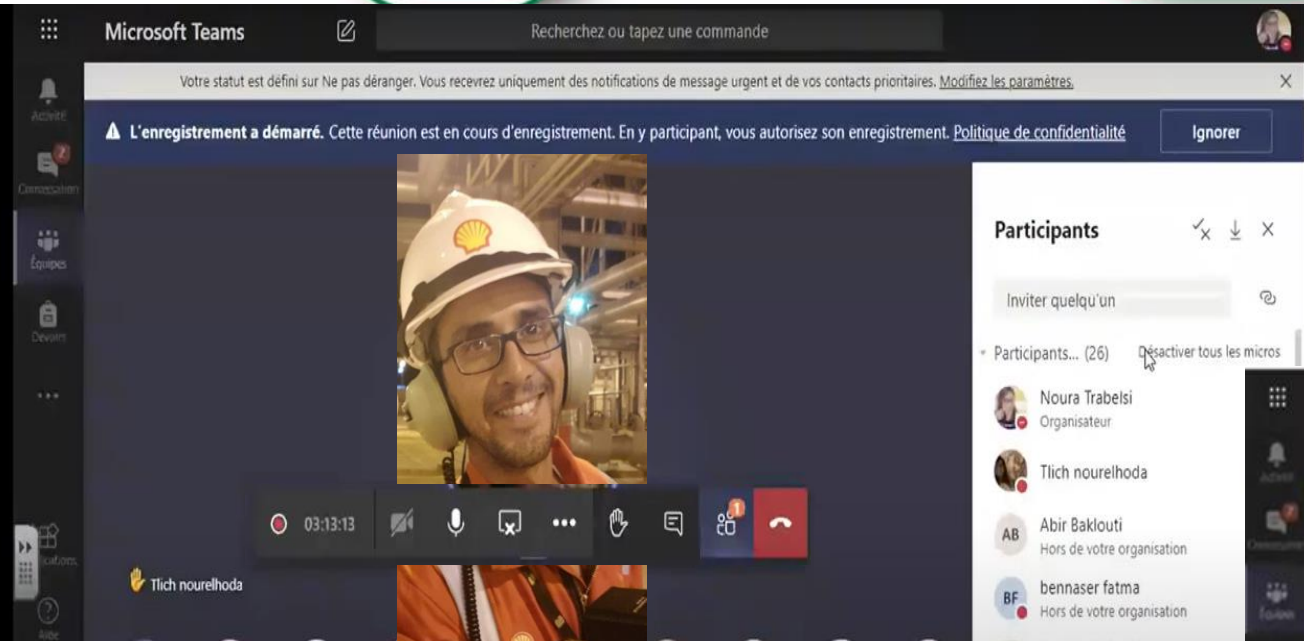 Microsoft Teams
Recherchez ou tapez une commande
Votre statut est défini sur Ne pas déranger. Vous recevrez uniquement des notifications de message urgent et de vos contacts prioritaires. Modifiez les paramètres.
L'enregistrement a démarré. Cette réunion est en cours d'enregistrement. En y participant, vous autorisez son enregistrement. Politique de confidentialité
Ignorer
Activité
2
Conversation
Équipes
Devoirs
Aide
03:13:13
1
Tlich nourelhoda
Participants
Inviter quelqu'un
Participants... (26)
Désactiver tous les micros
Noura Trabelsi
Organisateur
Tlich nourelhoda
AB
Abir Baklouti
Hors de votre organisation
BF
bennaser fatma
Hors de votre organisation